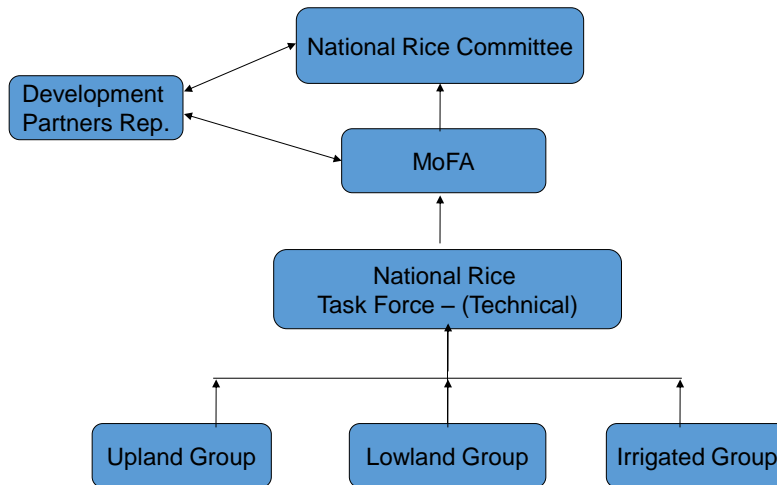 National Rice Committee
Development
Partners Rep.
MoFA
National Rice
Task Force – (Technical)
Upland Group
Lowland Group
Irrigated Group